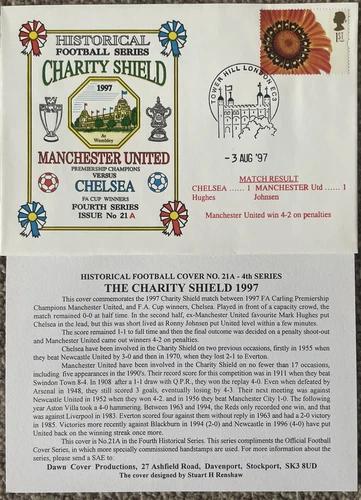 HISTORICAL
FOOTBALL SERIES
CHARITY SHIELD
1997
At
Wembley
MANCHESTER UNITED
PREMIERSHIP CHAMPIONS
VERSUS
CHELSEA
FA CUP WINNERS
FOURTH SERIES
ISSUE No 21A
1st
TOWER HILL LONDON EC3
- 3 AUG '97
MATCH RESULT
CHELSEA ...... 1 MANCHESTER Utd ...... 1
Hughes Johnsen
Manchester United win 4-2 on penalties
HISTORICAL FOOTBALL COVER NO. 21A - 4th SERIES
THE CHARITY SHIELD 1997
This cover commemorates the 1997 Charity Shield match between 1997 FA Carling Premiership
Champions Manchester United, and F.A. Cup winners, Chelsea. Played in front of a capacity crowd, the
match remained 0-0 at half time. In the second half, ex-Manchester United favourite Mark Hughes put
Chelsea in the lead, but this was short lived as Ronny Johnsen put United level within a few minutes.
The score remained 1-1 to full time and then the final outcome was decided on a penalty shoot-out
and Manchester United came out winners 4-2 on penalties.
Chelsea have been involved in the Charity Shield on two previous occasions, firstly in 1955 when
they beat Newcastle United by 3-0 and then in 1970, when they lost 2-1 to Everton.
Manchester United have been involved in the Charity Shield on no fewer than 17 occasions,
including five appearances in the 1990's. Their record score for this competition was in 1911 when they beat
Swindon Town 8-4. In 1908 after a 1-1 draw with Q.P.R., they won the replay 4-0. Even when defeated by
Arsenal in 1948, they still scored 3 goals, eventually losing by 4-3. Their next meeting was against
Newcastle United in 1952 when they won 4-2. and in 1956 they beat Manchester City 1-0. The following
year Aston Villa took a 4-0 hammering. Between 1963 and 1994, the Reds only registered one win, and that
was against Liverpool in 1983. Everton scored four against them without reply in 1963 and had a 2-0 victory
in 1985. Victories more recently against Blackburn in 1994 (2-0) and Newcastle in 1996 (4-0) have put
United back on the winning streak once more.
This cover is No.21A in the Fourth Historical Series. This series compliments the Official Football
Cover Series, in which more specially commissioned handstamps are used. For more information about the
series, please send a SAE to:
Dawn Cover Productions, 27 Ashfield Road, Davenport, Stockport, SK3 8UD
The cover designed by Stuart H Renshaw